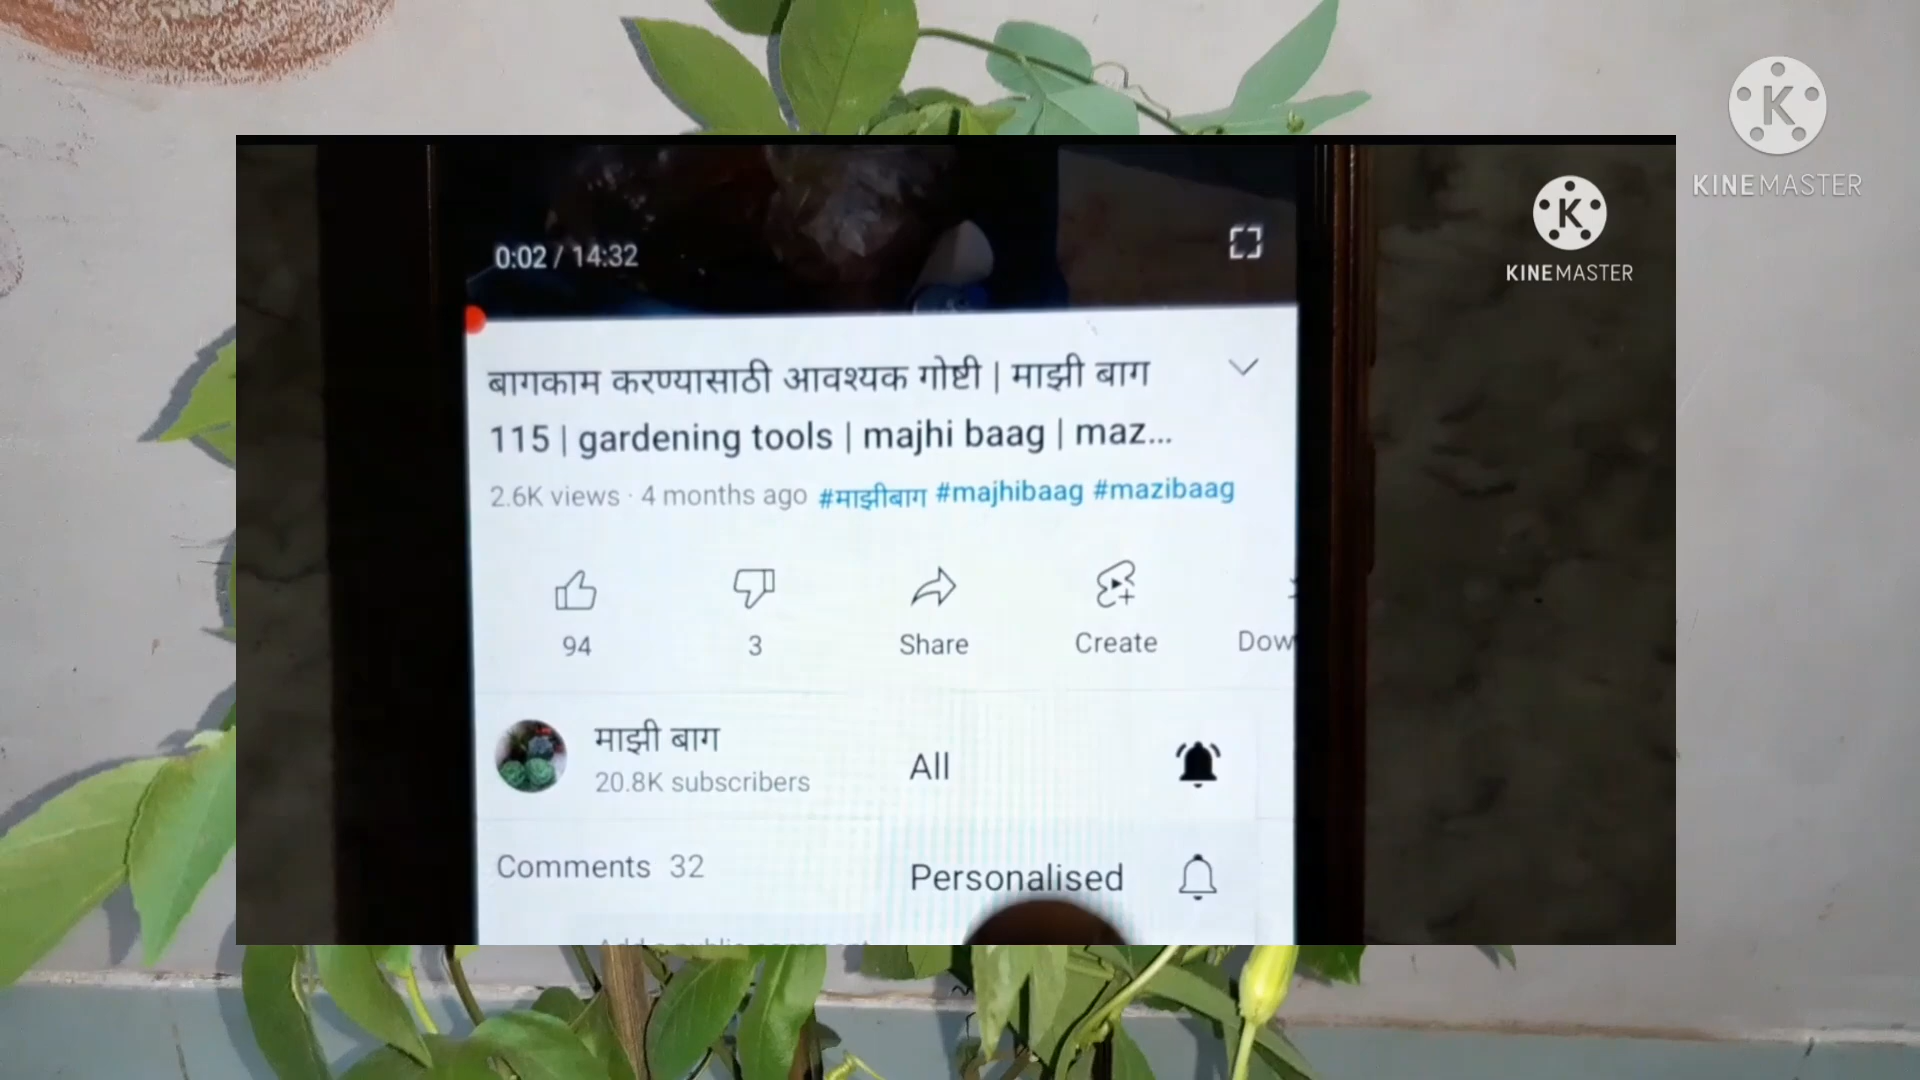 KINEMASTER
KINEMASTER
0:02 / 14:32
बागकाम करण्यासाठी आवश्यक गोष्टी | माझी बाग
115 | gardening tools | majhi baag | maz...
2.6K views · 4 months ago #माझीबाग #majhibaag #mazibaag
94
3
Share
Create
Dow
माझी बाग
20.8K subscribers
All
Comments 32
Personalised